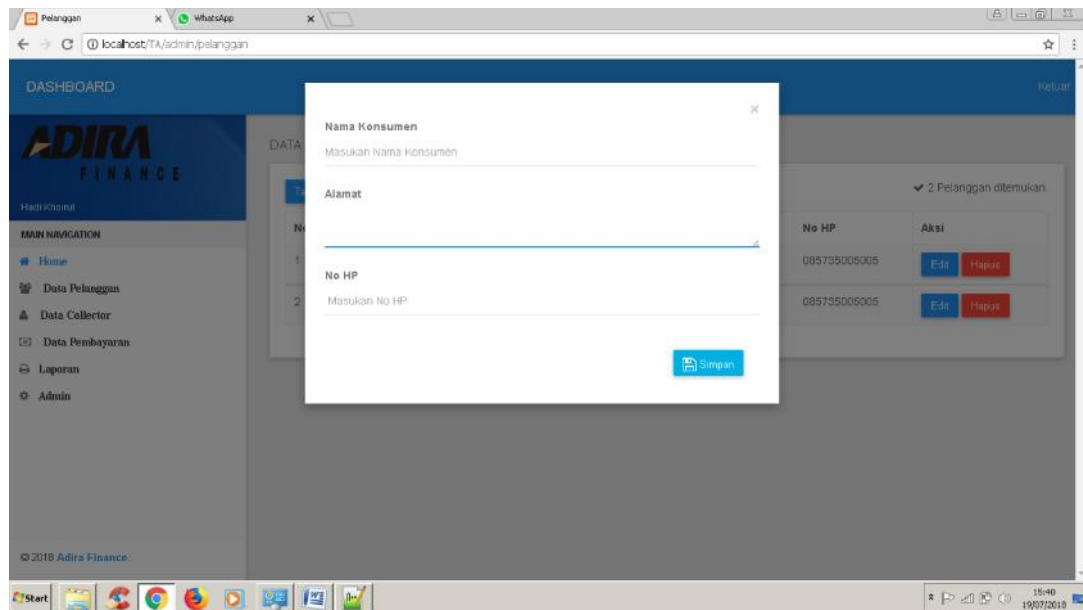 Pelanggan
WhatsApp
localhost/TA/admin/pelanggan
DASHBOARD
Keluar
ADIRA
FINANCE
Hadi Khoirul
MAIN NAVIGATION
Home
Data Pelanggan
Data Collector
Data Pembayaran
Laporan
Admin
© 2018 Adira Finance.
DATA
2 Pelanggan ditemukan.
No HP
Aksi
1
085735005005
Edit
Hapus
2
085735005005
Edit
Hapus
×
Nama Konsumen
Masukan Nama Konsumen
Alamat
No HP
Masukan No HP
Simpan
Start
15:40
19/07/2018